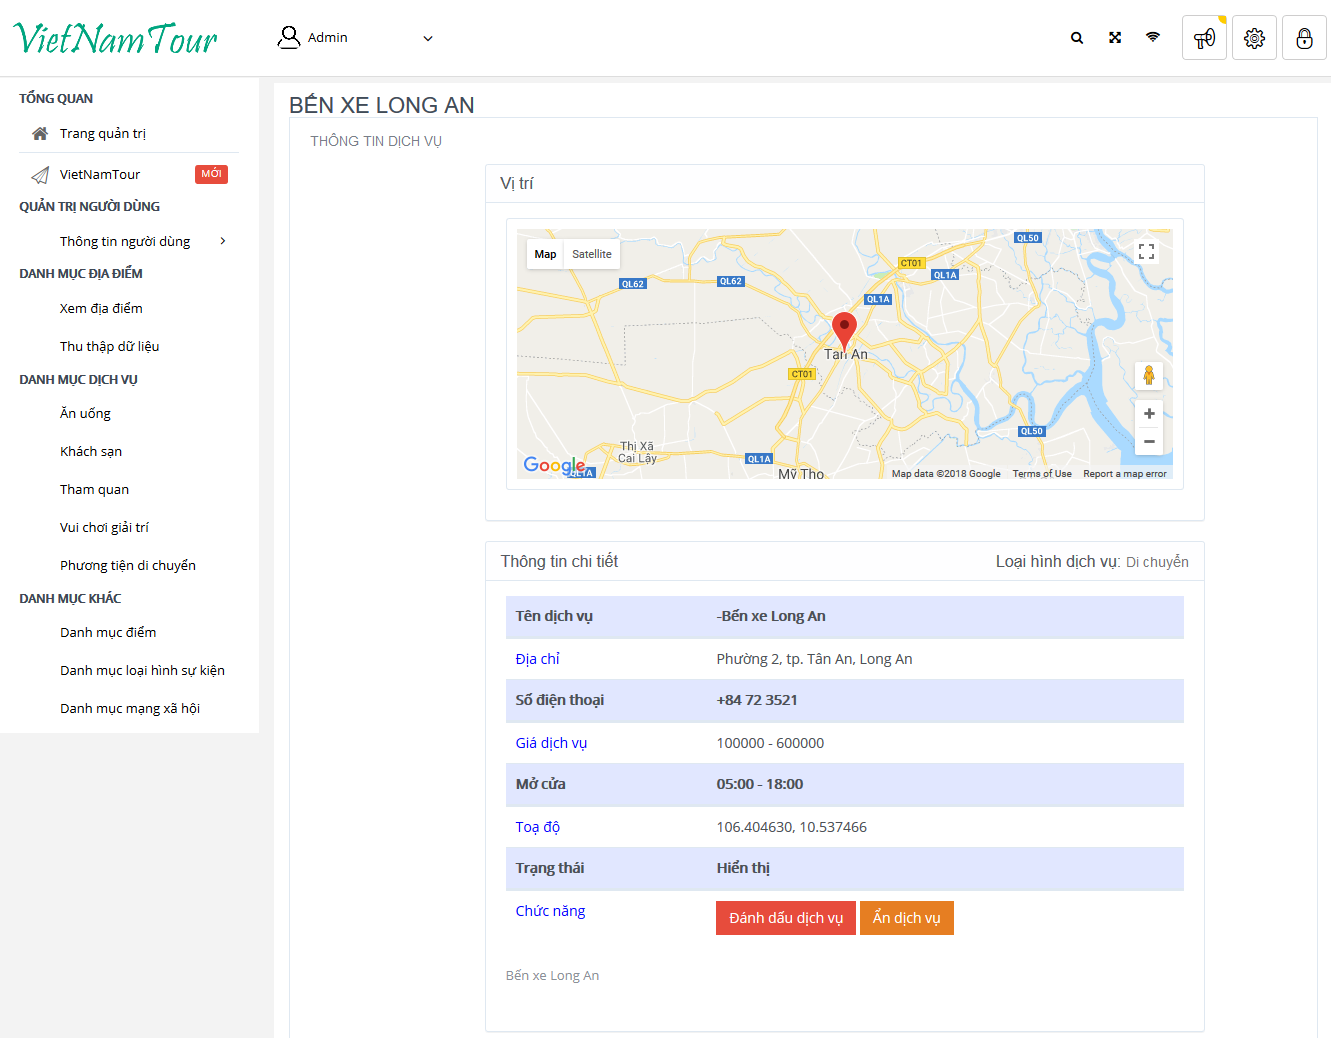 VietNamTour
Admin
TỔNG QUAN
Trang quản trị
VietNamTour
MỚI
QUẢN TRỊ NGƯỜI DÙNG
Thông tin người dùng
DANH MỤC ĐỊA ĐIỂM
Xem địa điểm
Thu thập dữ liệu
DANH MỤC DỊCH VỤ
Ăn uống
Khách sạn
Tham quan
Vui chơi giải trí
Phương tiện di chuyển
DANH MỤC KHÁC
Danh mục điểm
Danh mục loại hình sự kiện
Danh mục mạng xã hội
BẾN XE LONG AN
THÔNG TIN DỊCH VỤ
Vị trí
Map Satellite
QL50
CT01
QL1A
QL62
QL62
QL1A
Tan An
CT01
QL50
Thị Xã
Cai Lậy
QL1A
Google
QL1A
Mỹ Tho
Map data ©2018 Google Terms of Use Report a map error
Thông tin chi tiết Loại hình dịch vụ: Di chuyển
Tên dịch vụ -Bến xe Long An
Địa chỉ Phường 2, tp. Tân An, Long An
Số điện thoại +84 72 3521
Giá dịch vụ 100000 - 600000
Mở cửa 05:00 - 18:00
Toạ độ 106.404630, 10.537466
Trạng thái Hiển thị
Chức năng Đánh dấu dịch vụ Ẩn dịch vụ
Bến xe Long An